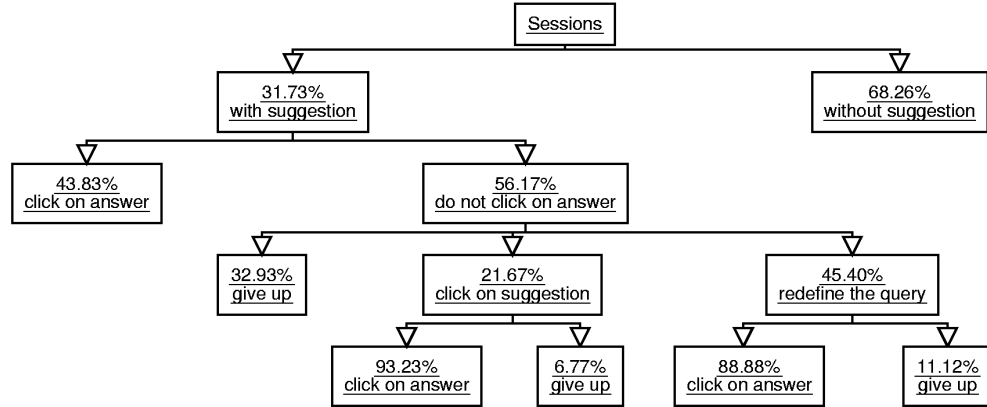 Sessions
31.73%
with suggestion
68.26%
without suggestion
43.83%
click on answer
56.17%
do not click on answer
32.93%
give up
21.67%
click on suggestion
45.40%
redefine the query
93.23%
click on answer
6.77%
give up
88.88%
click on answer
11.12%
give up